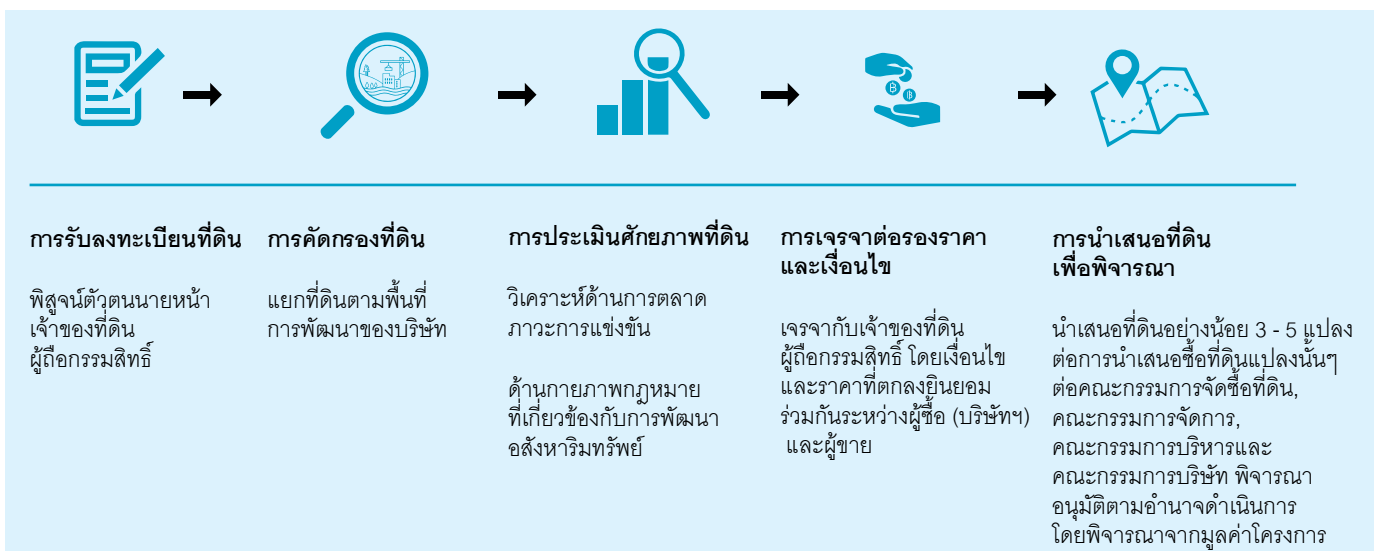 การรับลงทะเบียนที่ดิน
พิสูจน์ตัวตนนายหน้า
เจ้าของที่ดิน
ผู้ถือกรรมสิทธิ์
การคัดกรองที่ดิน
แยกที่ดินตามพื้นที่
การพัฒนาของบริษัท
การประเมินศักยภาพที่ดิน
วิเคราะห์ด้านการตลาด
ภาวะการแข่งขัน
ด้านกายภาพกฎหมาย
ที่เกี่ยวข้องกับการพัฒนา
อสังหาริมทรัพย์
การเจรจาต่อรองราคา
และเงื่อนไข
เจรจากับเจ้าของที่ดิน
ผู้ถือกรรมสิทธิ์ โดยเงื่อนไข
และราคาที่ตกลงยินยอม
ร่วมกันระหว่างผู้ซื้อ (บริษัทฯ)
และผู้ขาย
การนำเสนอที่ดิน
เพื่อพิจารณา
นำเสนอที่ดินอย่างน้อย 3 - 5 แปลง
ต่อการนำเสนอซื้อที่ดินแปลงนั้นๆ
ต่อคณะกรรมการจัดซื้อที่ดิน,
คณะกรรมการจัดการ,
คณะกรรมการบริหารและ
คณะกรรมการบริษัท พิจารณา
อนุมัติตามอำนาจดำเนินการ
โดยพิจารณาจากมูลค่าโครงการ